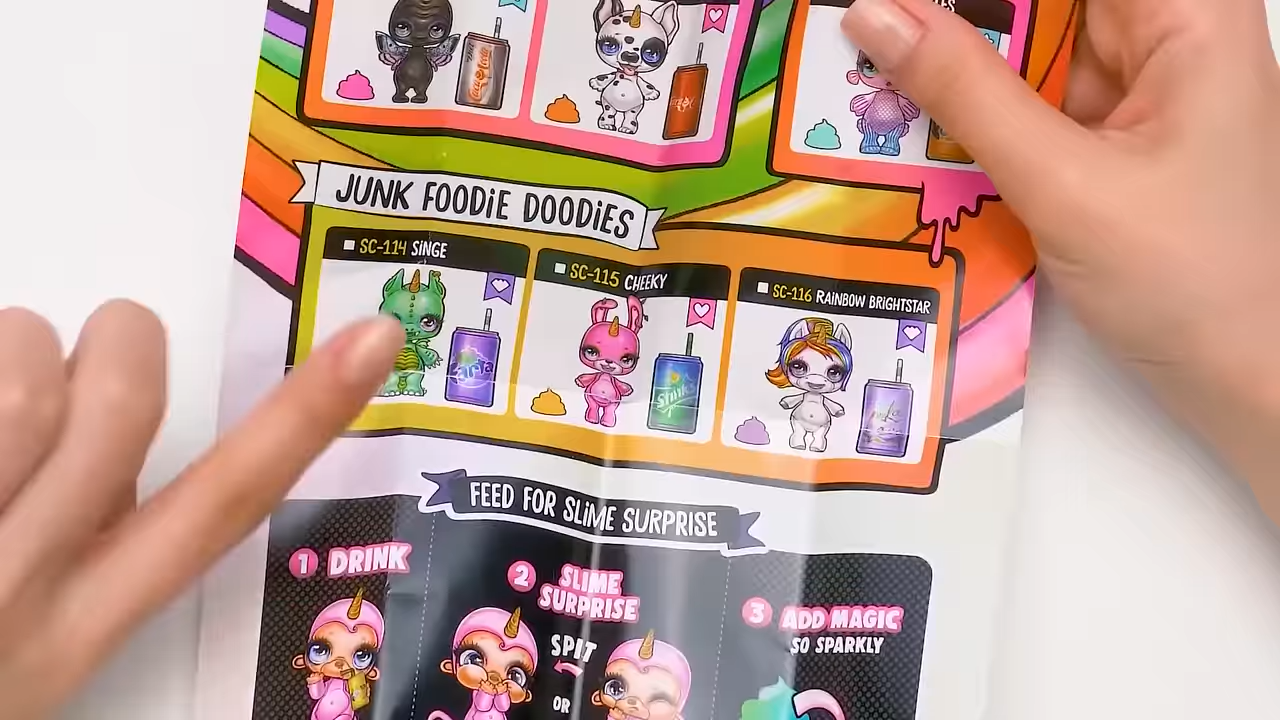 JUNK FOODIE DOODIES
SC-114 SINGE
SC-115 CHEEKY
SC-116 RAINBOW BRIGHTSTAR
FEED FOR SLIME SURPRISE
1 DRINK
2 SLIME SURPRISE
SPIT
OR
3 ADD MAGIC
SO SPARKLY